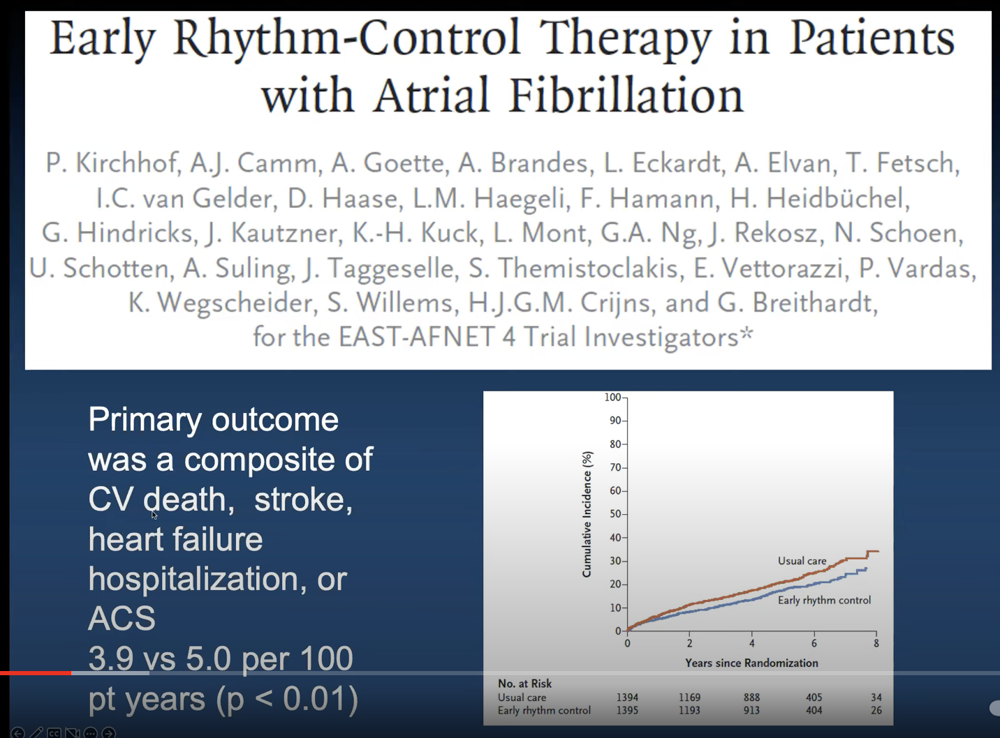 Early Rhythm-Control Therapy in Patients
with Atrial Fibrillation
P. Kirchhof, A.J. Camm, A. Goette, A. Brandes, L. Eckardt, A. Elvan, T. Fetsch,
I.C. van Gelder, D. Haase, L.M. Haegeli, F. Hamann, H. Heidbüchel,
G. Hindricks, J. Kautzner, K.-H. Kuck, L. Mont, G.A. Ng, J. Rekosz, N. Schoen,
U. Schotten, A. Suling, J. Taggeselle, S. Themistoclakis, E. Vettorazzi, P. Vardas,
K. Wegscheider, S. Willems, H.J.G.M. Crijns, and G. Breithardt,
for the EAST-AFNET 4 Trial Investigators*
Primary outcome
was a composite of
CV death,  stroke,
heart failure
hospitalization, or
ACS
3.9 vs 5.0 per 100
pt years (p < 0.01)
Cumulative Incidence (%)
100
90
80
70
60
50
40
30
20
10
0
Usual care
Early rhythm control
0 2 4 6 8
Years since Randomization
No. at Risk
Usual care 1394 1169 888 405 34
Early rhythm control 1395 1193 913 404 26
CC